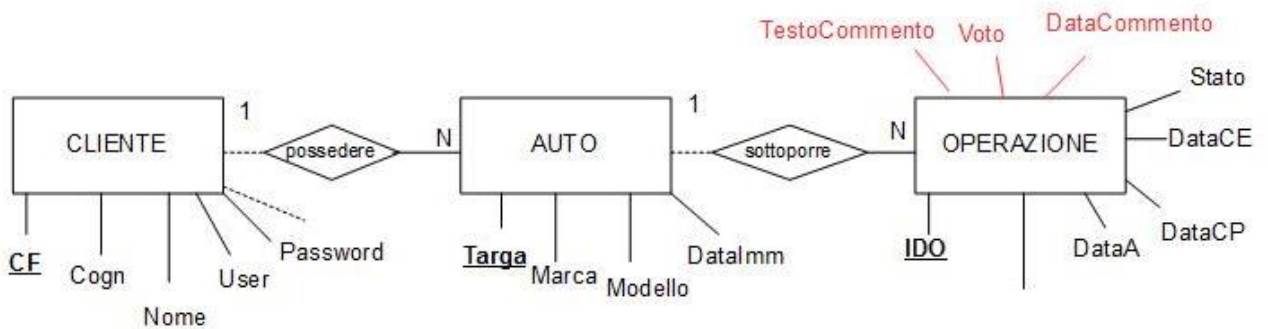 TestoCommento
Voto
DataCommento
Stato
1
1
CLIENTE
possedere
N
AUTO
sottoporre
N
OPERAZIONE
DataCE
DataCP
CF
Cogn
Nome
User
Password
Targa
Marca
Modello
DataImm
IDO
DataA